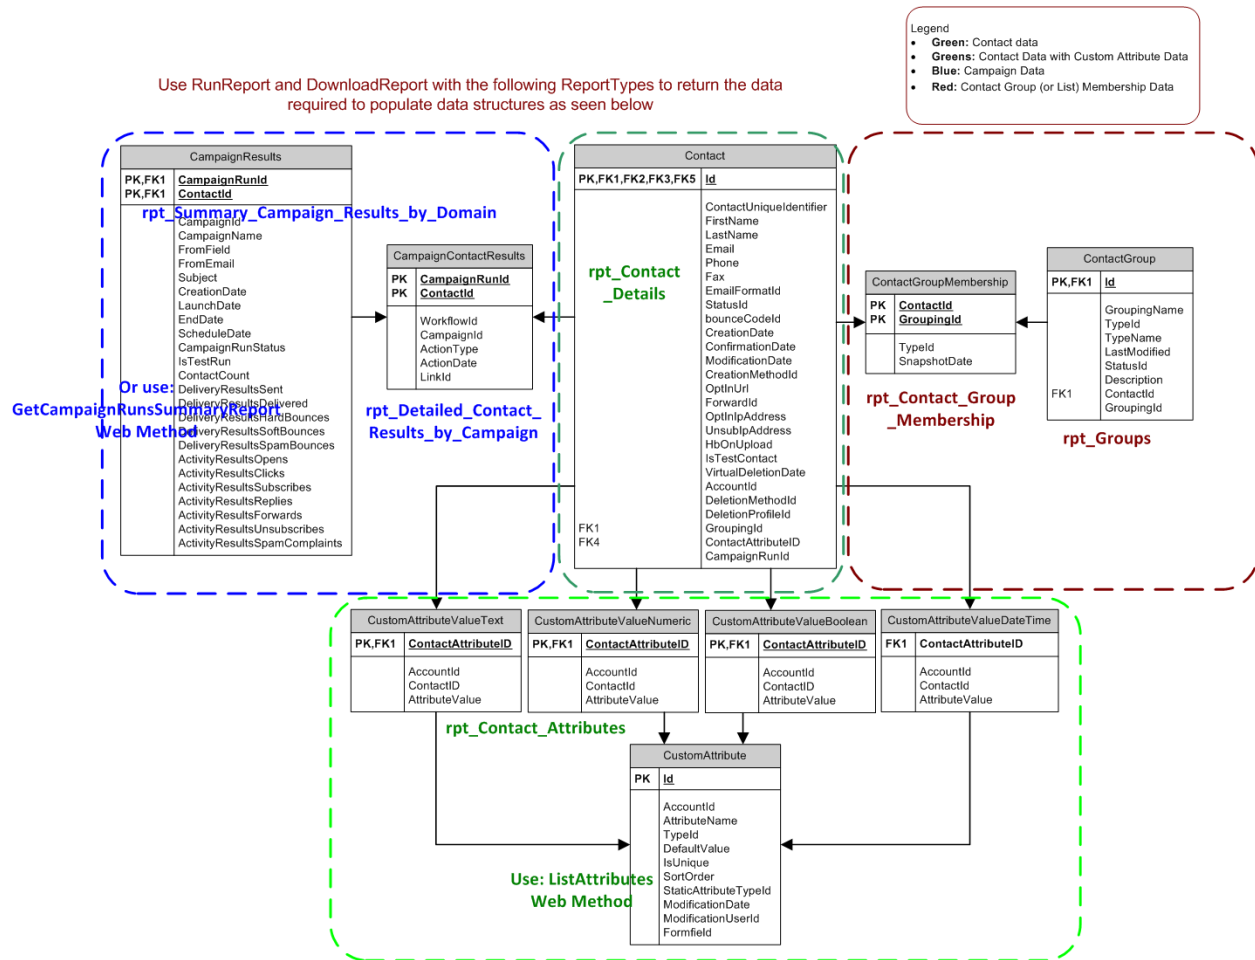 Legend
• Green: Contact data
• Greens: Contact Data with Custom Attribute Data
• Blue: Campaign Data
• Red: Contact Group (or List) Membership Data
Use RunReport and DownloadReport with the following ReportTypes to return the data
required to populate data structures as seen below
CampaignResults
PK,FK1 CampaignRunId
PK,FK1 ContactId
rpt_Summary_Campaign_Results_by_Domain
CampaignId
CampaignName
FromField
FromEmail
Subject
CreationDate
LaunchDate
EndDate
ScheduleDate
CampaignRunStatus
IsTestRun
ContactCount
DeliveryResultsSent
DeliveryResultsDelivered
DeliveryResultsHardBounces
DeliveryResultsSoftBounces
DeliveryResultsSpamBounces
ActivityResultsOpens
ActivityResultsClicks
ActivityResultsSubscribes
ActivityResultsReplies
ActivityResultsForwards
ActivityResultsUnsubscribes
ActivityResultsSpamComplaints
Or use:
GetCampaignRunsSummaryReport
Web Method
CampaignContactResults
PK CampaignRunId
PK ContactId
WorkflowId
CampaignId
ActionType
ActionDate
LinkId
rpt_Detailed_Contact_
Results_by_Campaign
Contact
PK,FK1,FK2,FK3,FK5 Id
ContactUniqueIdentifier
FirstName
LastName
Email
Phone
Fax
EmailFormatId
StatusId
bounceCodeId
CreationDate
ConfirmationDate
ModificationDate
CreationMethodId
OptInUrl
ForwardId
OptInIpAddress
UnsubIpAddress
HbOnUpload
IsTestContact
VirtualDeletionDate
AccountId
DeletionMethodId
DeletionProfileId
FK1 GroupingId
FK4 ContactAttributeID
CampaignRunId
rpt_Contact
_Details
ContactGroupMembership
PK ContactId
PK GroupingId
TypeId
SnapshotDate
rpt_Contact_Group
_Membership
ContactGroup
PK,FK1 Id
GroupingName
TypeId
TypeName
LastModified
StatusId
Description
FK1 ContactId
GroupingId
rpt_Groups
CustomAttributeValueText
PK,FK1 ContactAttributeID
AccountId
ContactID
AttributeValue
CustomAttributeValueNumeric
PK,FK1 ContactAttributeID
AccountId
ContactId
AttributeValue
CustomAttributeValueBoolean
PK,FK1 ContactAttributeID
AccountId
ContactID
AttributeValue
CustomAttributeValueDateTime
FK1 ContactAttributeID
AccountId
ContactId
AttributeValue
rpt_Contact_Attributes
CustomAttribute
PK Id
AccountId
AttributeName
TypeId
DefaultValue
IsUnique
SortOrder
StaticAttributeTypeId
ModificationDate
ModificationUserId
FormfieId
Use: ListAttributes
Web Method